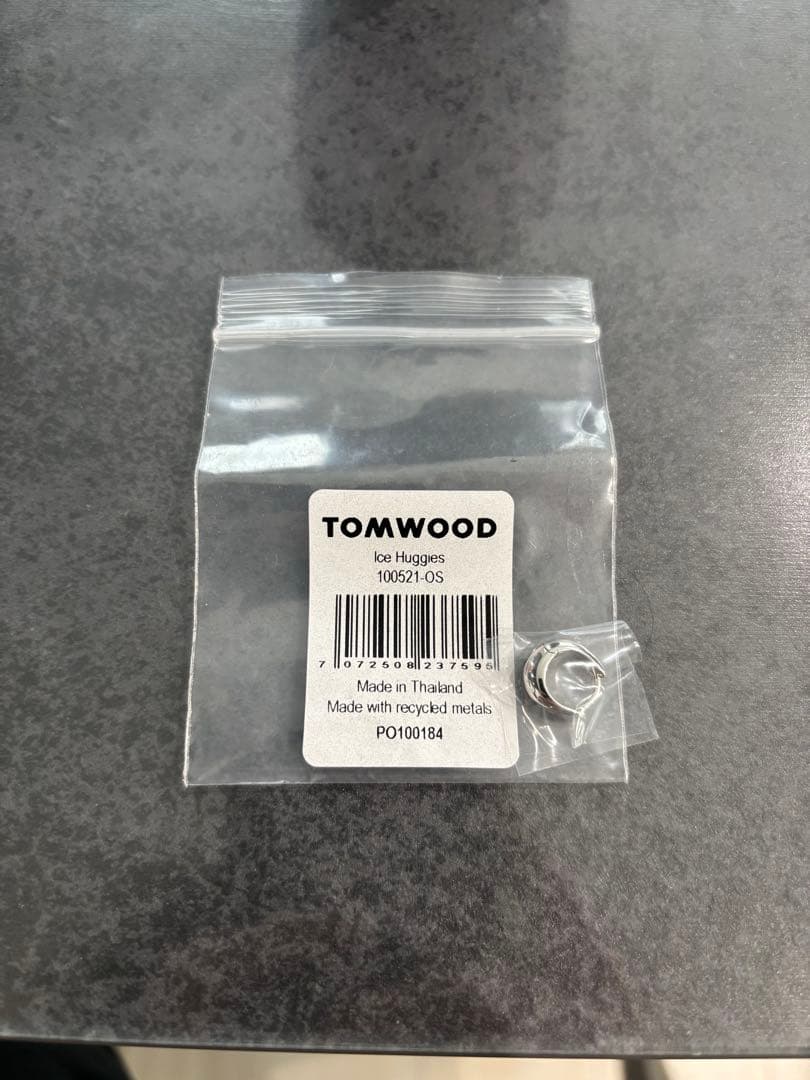 TOMWOOD
Ice Huggies
100521-OS
7 072508 237595
Made in Thailand
Made with recycled metals
PO100184